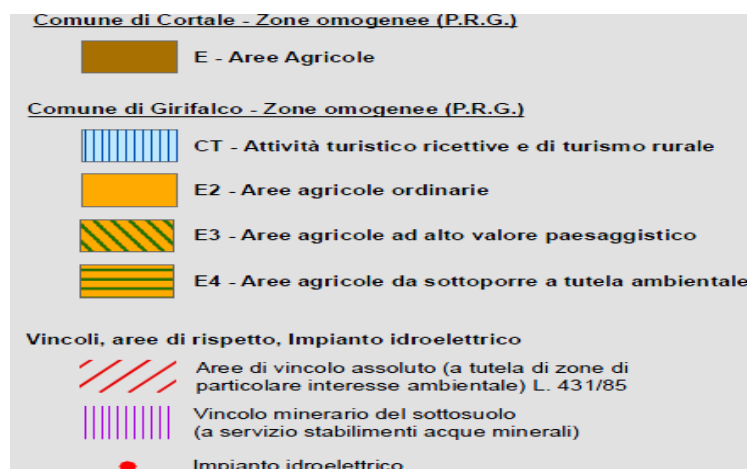 Comune di Cortale - Zone omogenee (P.R.G.)
E - Aree Agricole
Comune di Girifalco - Zone omogenee (P.R.G.)
CT - Attività turistico ricettive e di turismo rurale
E2 - Aree agricole ordinarie
E3 - Aree agricole ad alto valore paesaggistico
E4 - Aree agricole da sottoporre a tutela ambientale
Vincoli, aree di rispetto, Impianto idroelettrico
Aree di vincolo assoluto (a tutela di zone di
particolare interesse ambientale) L. 431/85
Vincolo minerario del sottosuolo
(a servizio stabilimenti acque minerali)
Impianto idroelettrico